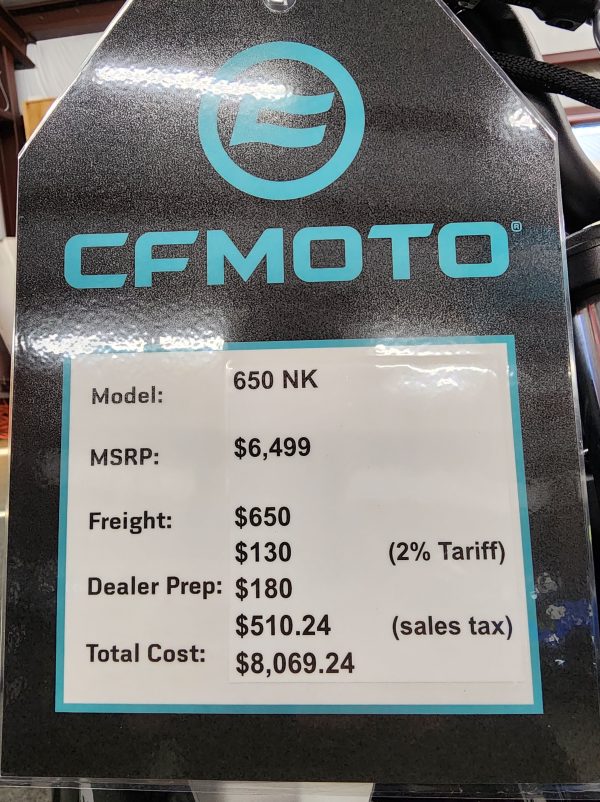 CFMOTO®
Model: 650 NK
MSRP: $6,499
Freight: $650
$130 (2% Tariff)
Dealer Prep: $180
$510.24 (sales tax)
Total Cost: $8,069.24